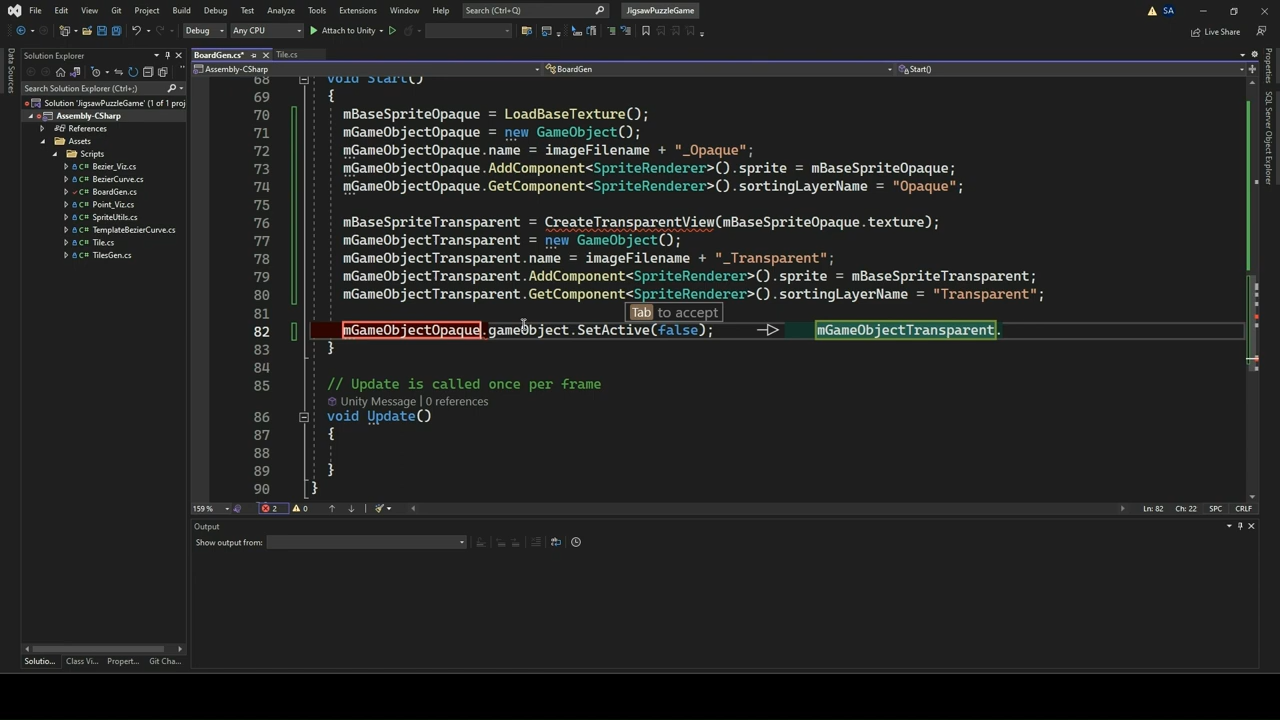 File Edit View Git Project Build Debug Test Analyze Tools Extensions Window Help Search (Ctrl+Q) JigsawPuzzleGame SA
Debug Any CPU Attach to Unity Live Share
Data Sources
Solution Explorer
Search Solution Explorer (Ctrl+;)
Solution 'JigsawPuzzleGame' (1 of 1 proj
Assembly-CSharp
References
Assets
Scripts
Bezier_Viz.cs
BezierCurve.cs
BoardGen.cs
Point_Viz.cs
SpriteUtils.cs
TemplateBezierCurve.cs
Tile.cs
TilesGen.cs
Solutio... Class Vi... Propert... Git Cha...
BoardGen.cs* Tile.cs
Assembly-CSharp BoardGen Start()
68 void Start()
69 {
70 mBaseSpriteOpaque = LoadBaseTexture();
71 mGameObjectOpaque = new GameObject();
72 mGameObjectOpaque.name = imageFilename + "_Opaque";
73 mGameObjectOpaque.AddComponent<SpriteRenderer>().sprite = mBaseSpriteOpaque;
74 mGameObjectOpaque.GetComponent<SpriteRenderer>().sortingLayerName = "Opaque";
75
76 mBaseSpriteTransparent = CreateTransparentView(mBaseSpriteOpaque.texture);
77 mGameObjectTransparent = new GameObject();
78 mGameObjectTransparent.name = imageFilename + "_Transparent";
79 mGameObjectTransparent.AddComponent<SpriteRenderer>().sprite = mBaseSpriteTransparent;
80 mGameObjectTransparent.GetComponent<SpriteRenderer>().sortingLayerName = "Transparent";
81 Tab to accept
82 mGameObjectOpaque.gameObject.SetActive(false); mGameObjectTransparent.
83 }
84
85 // Update is called once per frame
Unity Message | 0 references
86 void Update()
87 {
88
89 }
90 }
159 % 2 0 Ln: 82 Ch: 22 SPC CRLF
Output
Show output from:
Properties
SQL Server Object Explorer